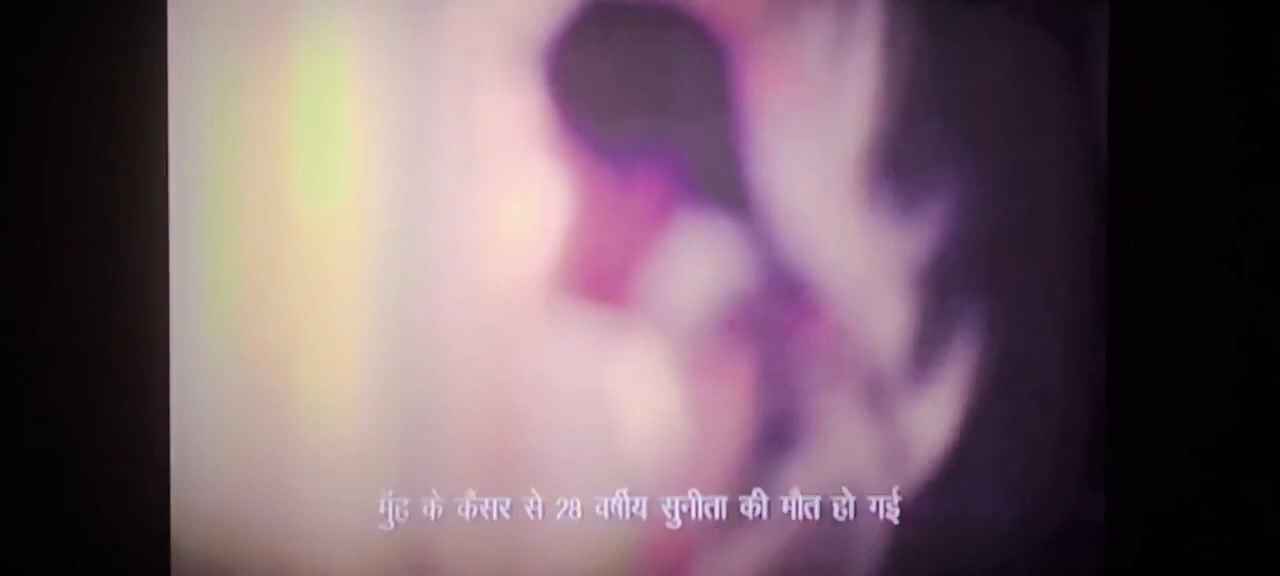 मुँह के कैंसर से 28 वर्षीय सुनीता की मौत हो गई